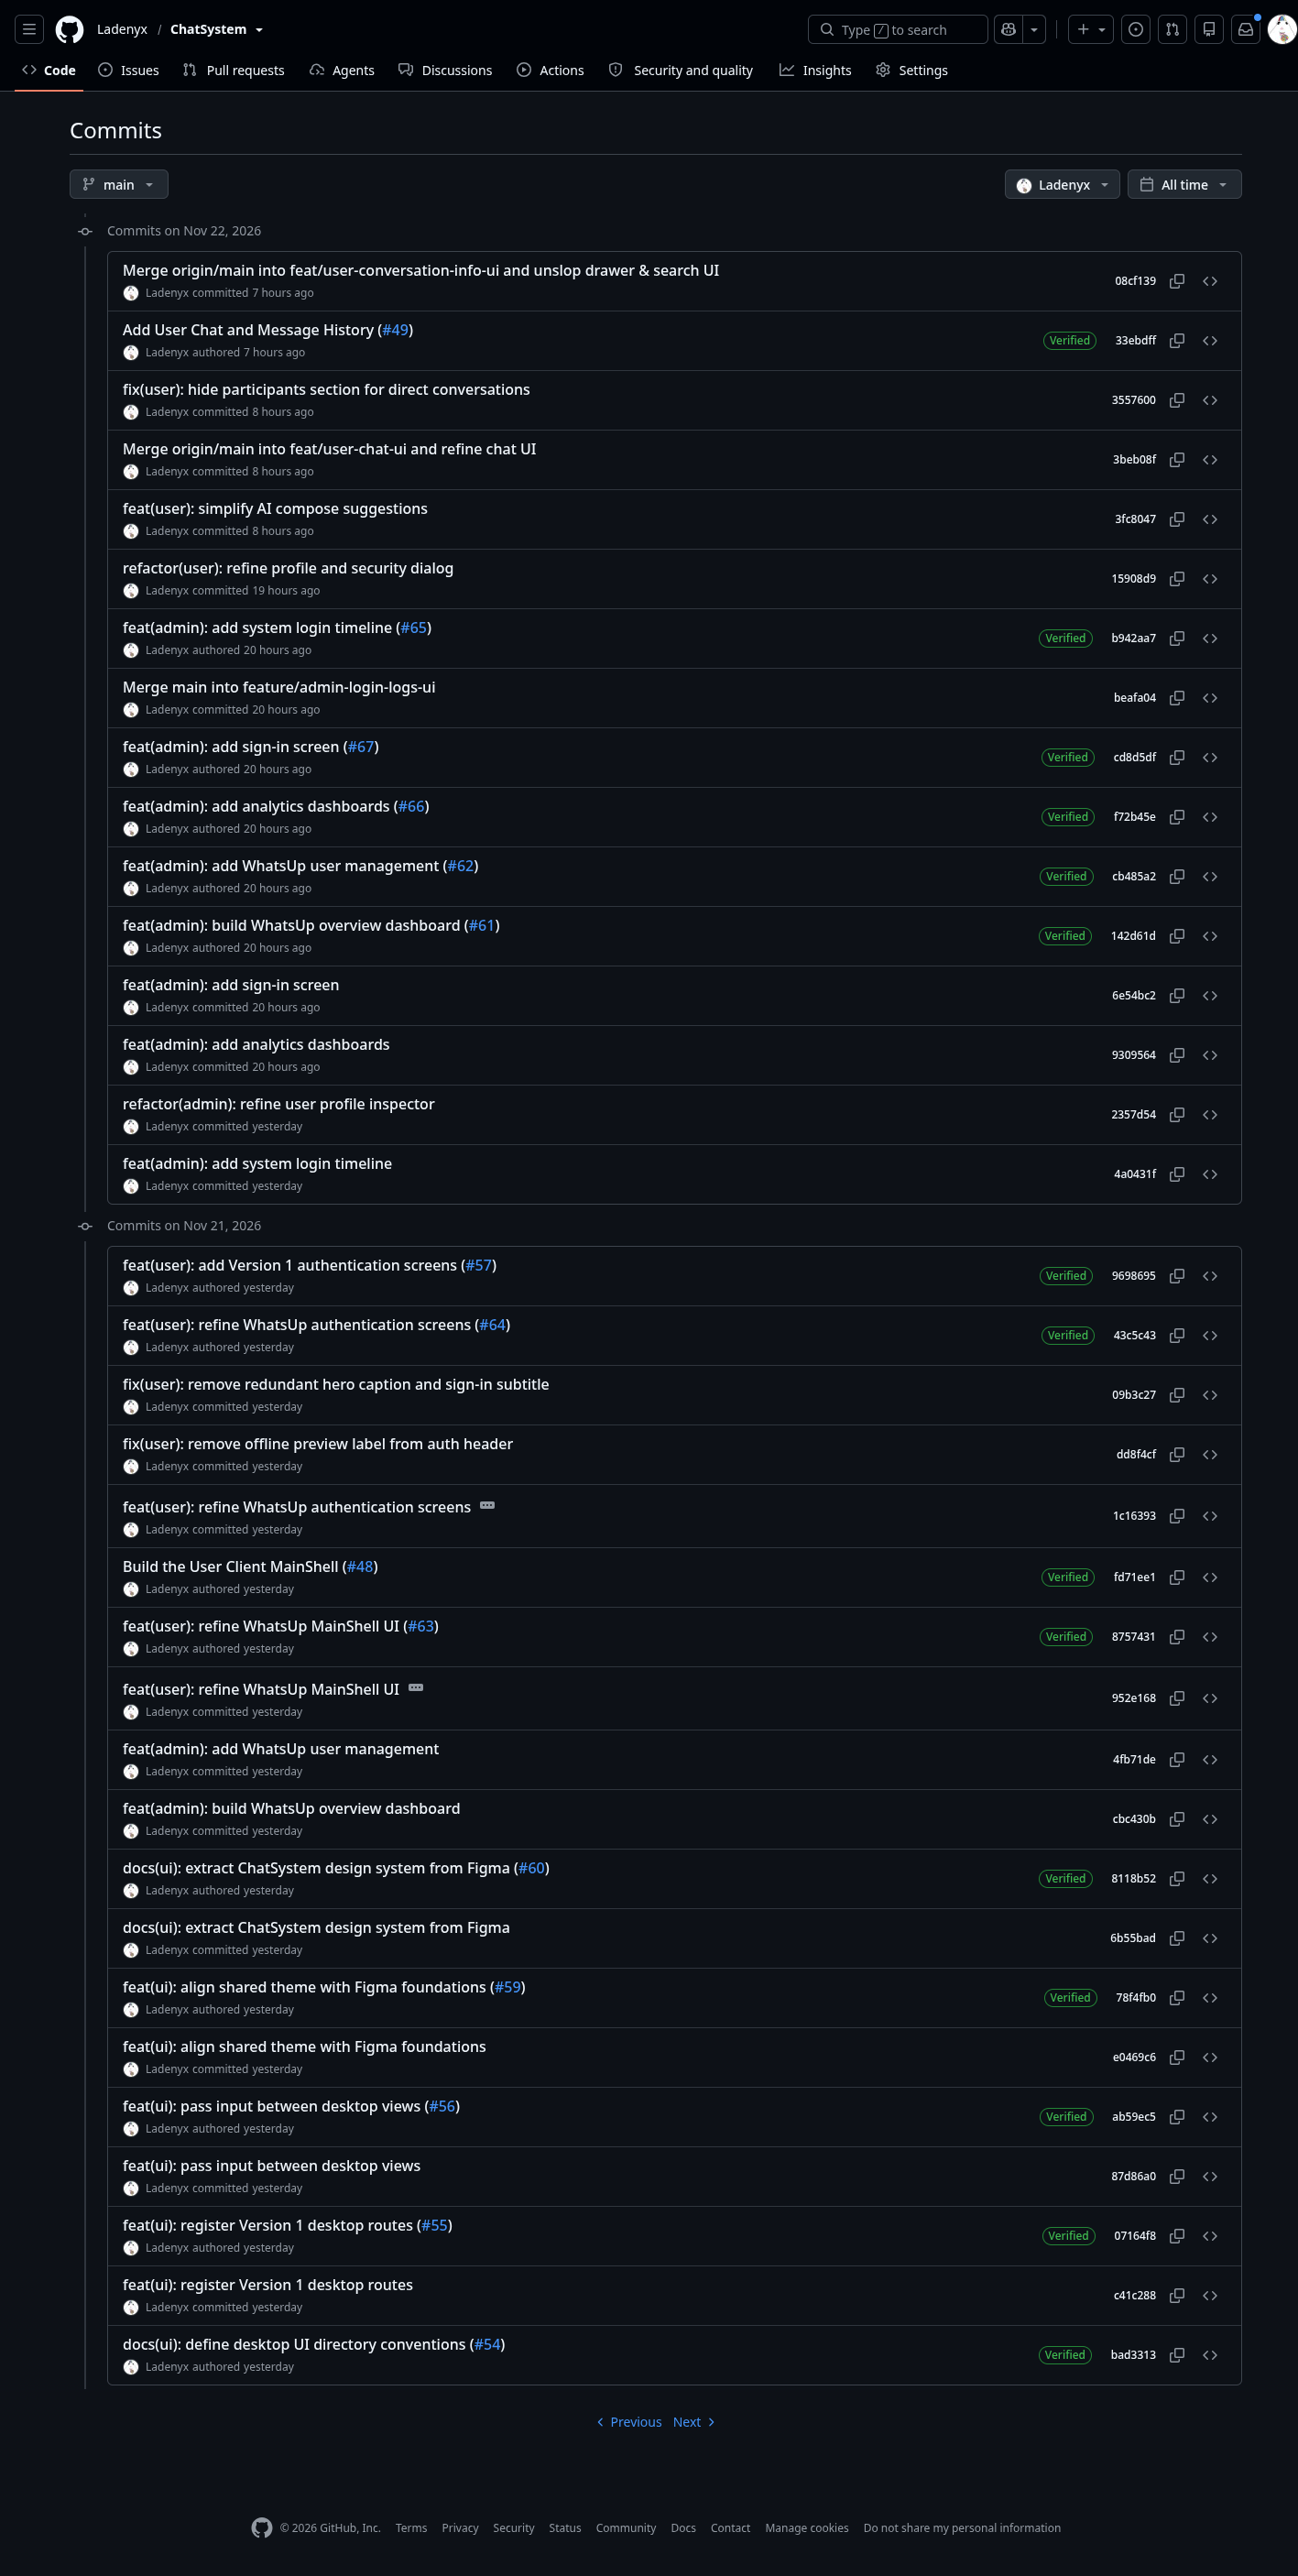 Ladenyx / ChatSystem
Type / to search
Code Issues Pull requests Agents Discussions Actions Security and quality Insights Settings
Commits
main Ladenyx All time
Commits on Nov 22, 2026
Merge origin/main into feat/user-conversation-info-ui and unslop drawer & search UI
Ladenyx committed 7 hours ago
08cf139
Add User Chat and Message History (#49)
Ladenyx authored 7 hours ago
Verified 33ebdff
fix(user): hide participants section for direct conversations
Ladenyx committed 8 hours ago
3557600
Merge origin/main into feat/user-chat-ui and refine chat UI
Ladenyx committed 8 hours ago
3beb08f
feat(user): simplify AI compose suggestions
Ladenyx committed 8 hours ago
3fc8047
refactor(user): refine profile and security dialog
Ladenyx committed 19 hours ago
15908d9
feat(admin): add system login timeline (#65)
Ladenyx authored 20 hours ago
Verified b942aa7
Merge main into feature/admin-login-logs-ui
Ladenyx committed 20 hours ago
beafa04
feat(admin): add sign-in screen (#67)
Ladenyx authored 20 hours ago
Verified cd8d5df
feat(admin): add analytics dashboards (#66)
Ladenyx authored 20 hours ago
Verified f72b45e
feat(admin): add WhatsUp user management (#62)
Ladenyx authored 20 hours ago
Verified cb485a2
feat(admin): build WhatsUp overview dashboard (#61)
Ladenyx authored 20 hours ago
Verified 142d61d
feat(admin): add sign-in screen
Ladenyx committed 20 hours ago
6e54bc2
feat(admin): add analytics dashboards
Ladenyx committed 20 hours ago
9309564
refactor(admin): refine user profile inspector
Ladenyx committed yesterday
2357d54
feat(admin): add system login timeline
Ladenyx committed yesterday
4a0431f
Commits on Nov 21, 2026
feat(user): add Version 1 authentication screens (#57)
Ladenyx authored yesterday
Verified 9698695
feat(user): refine WhatsUp authentication screens (#64)
Ladenyx authored yesterday
Verified 43c5c43
fix(user): remove redundant hero caption and sign-in subtitle
Ladenyx committed yesterday
09b3c27
fix(user): remove offline preview label from auth header
Ladenyx committed yesterday
dd8f4cf
feat(user): refine WhatsUp authentication screens
Ladenyx committed yesterday
1c16393
Build the User Client MainShell (#48)
Ladenyx authored yesterday
Verified fd71ee1
feat(user): refine WhatsUp MainShell UI (#63)
Ladenyx authored yesterday
Verified 8757431
feat(user): refine WhatsUp MainShell UI
Ladenyx committed yesterday
952e168
feat(admin): add WhatsUp user management
Ladenyx committed yesterday
4fb71de
feat(admin): build WhatsUp overview dashboard
Ladenyx committed yesterday
cbc430b
docs(ui): extract ChatSystem design system from Figma (#60)
Ladenyx authored yesterday
Verified 8118b52
docs(ui): extract ChatSystem design system from Figma
Ladenyx committed yesterday
6b55bad
feat(ui): align shared theme with Figma foundations (#59)
Ladenyx authored yesterday
Verified 78f4fb0
feat(ui): align shared theme with Figma foundations
Ladenyx committed yesterday
e0469c6
feat(ui): pass input between desktop views (#56)
Ladenyx authored yesterday
Verified ab59ec5
feat(ui): pass input between desktop views
Ladenyx committed yesterday
87d86a0
feat(ui): register Version 1 desktop routes (#55)
Ladenyx authored yesterday
Verified 07164f8
feat(ui): register Version 1 desktop routes
Ladenyx committed yesterday
c41c288
docs(ui): define desktop UI directory conventions (#54)
Ladenyx authored yesterday
Verified bad3313
Previous Next
© 2026 GitHub, Inc. Terms Privacy Security Status Community Docs Contact Manage cookies Do not share my personal information